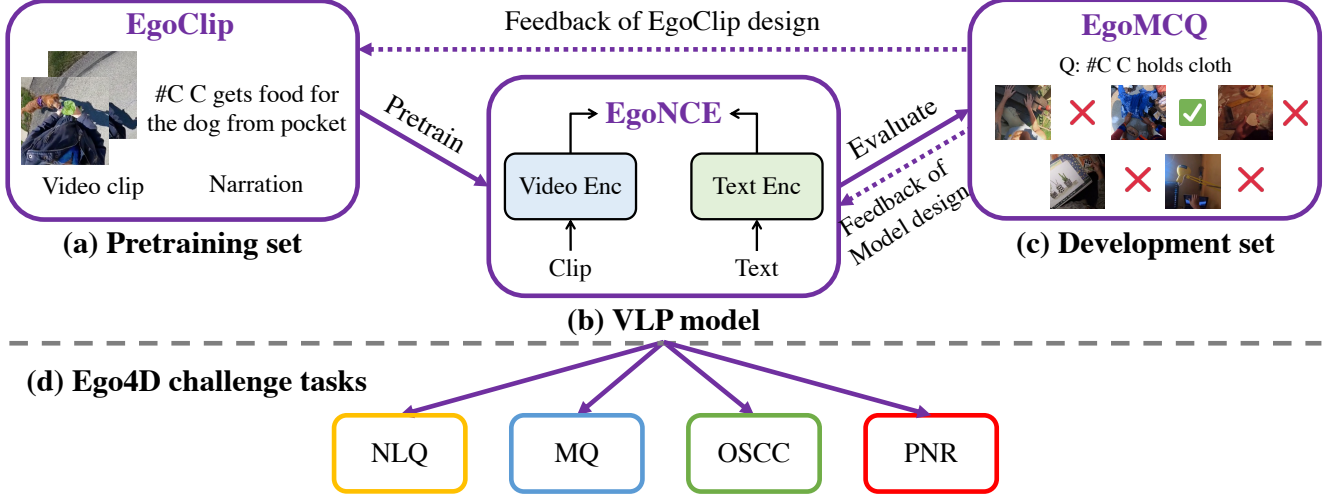 EgoClip
#C C gets food for
the dog from pocket
Video clip
Narration
(a) Pretraining set
Feedback of EgoClip design
Pretrain
EgoNCE
Video Enc
Text Enc
Clip
Text
(b) VLP model
Evaluate
Feedback of
Model design
EgoMCQ
Q: #C C holds cloth
(c) Development set
(d) Ego4D challenge tasks
NLQ
MQ
OSCC
PNR